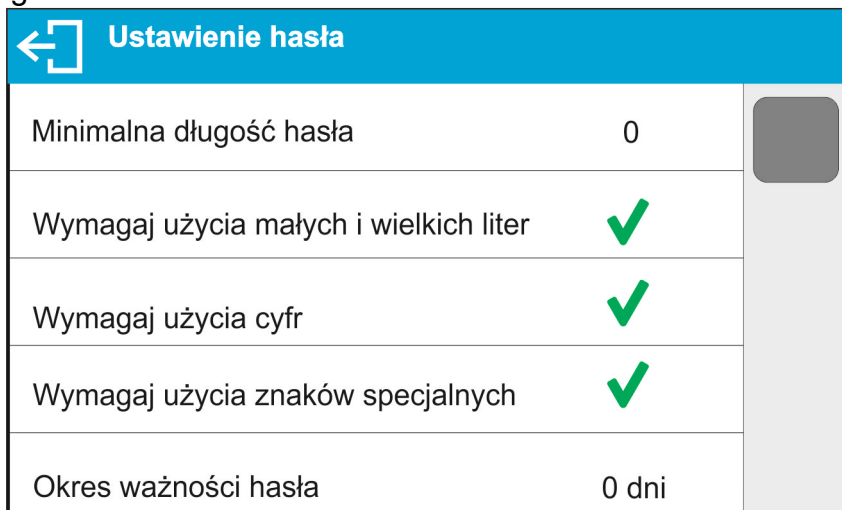 Ustawienie hasła
Minimalna długość hasła 0
Wymagaj użycia małych i wielkich liter
Wymagaj użycia cyfr
Wymagaj użycia znaków specjalnych
Okres ważności hasła 0 dni